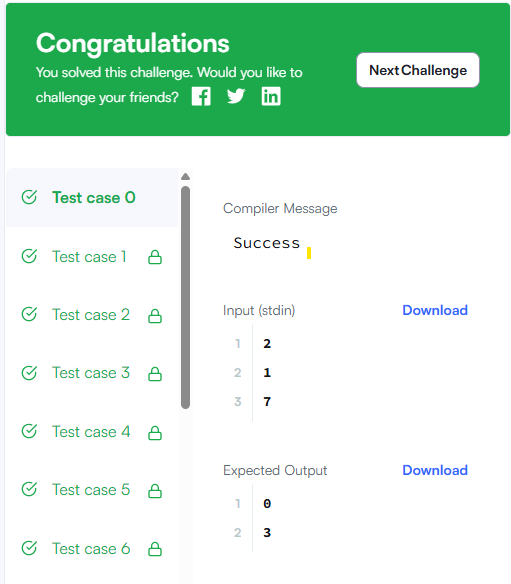 Congratulations
You solved this challenge. Would you like to
challenge your friends?
Next Challenge
Test case 0
Test case 1
Test case 2
Test case 3
Test case 4
Test case 5
Test case 6
Compiler Message
Success
Input (stdin)
Download
1 2
2 1
3 7
Expected Output
Download
1 0
2 3